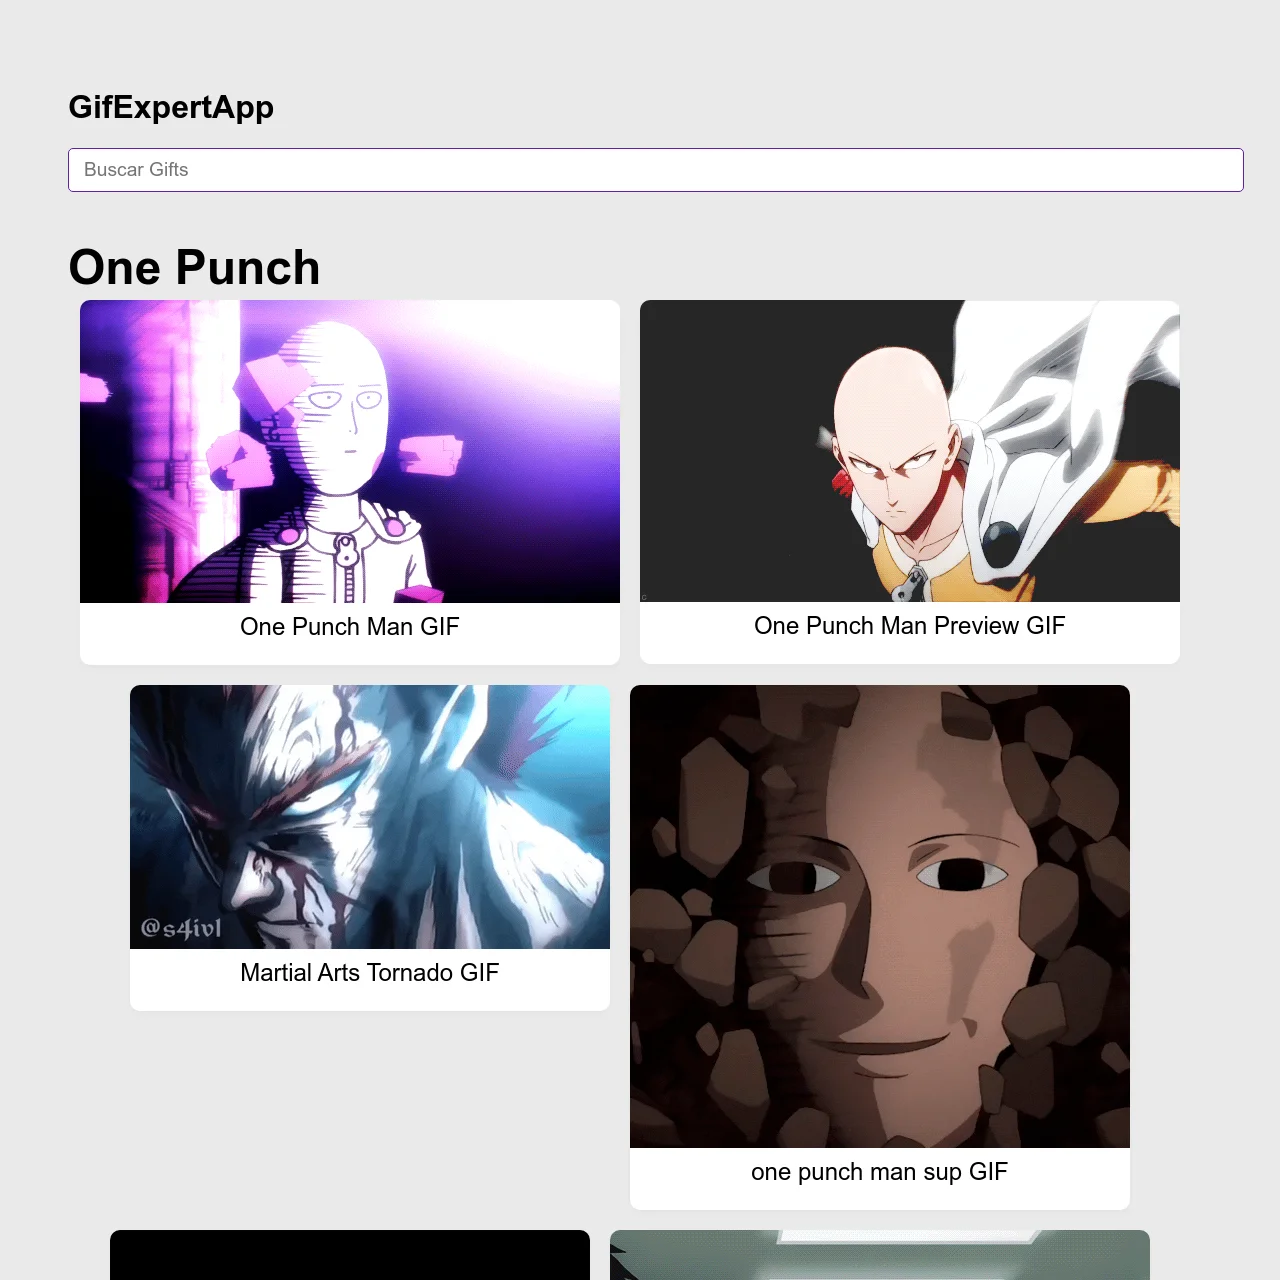 GifExpertApp
Buscar Gifts
One Punch
One Punch Man GIF
One Punch Man Preview GIF
@s4ivl
Martial Arts Tornado GIF
one punch man sup GIF